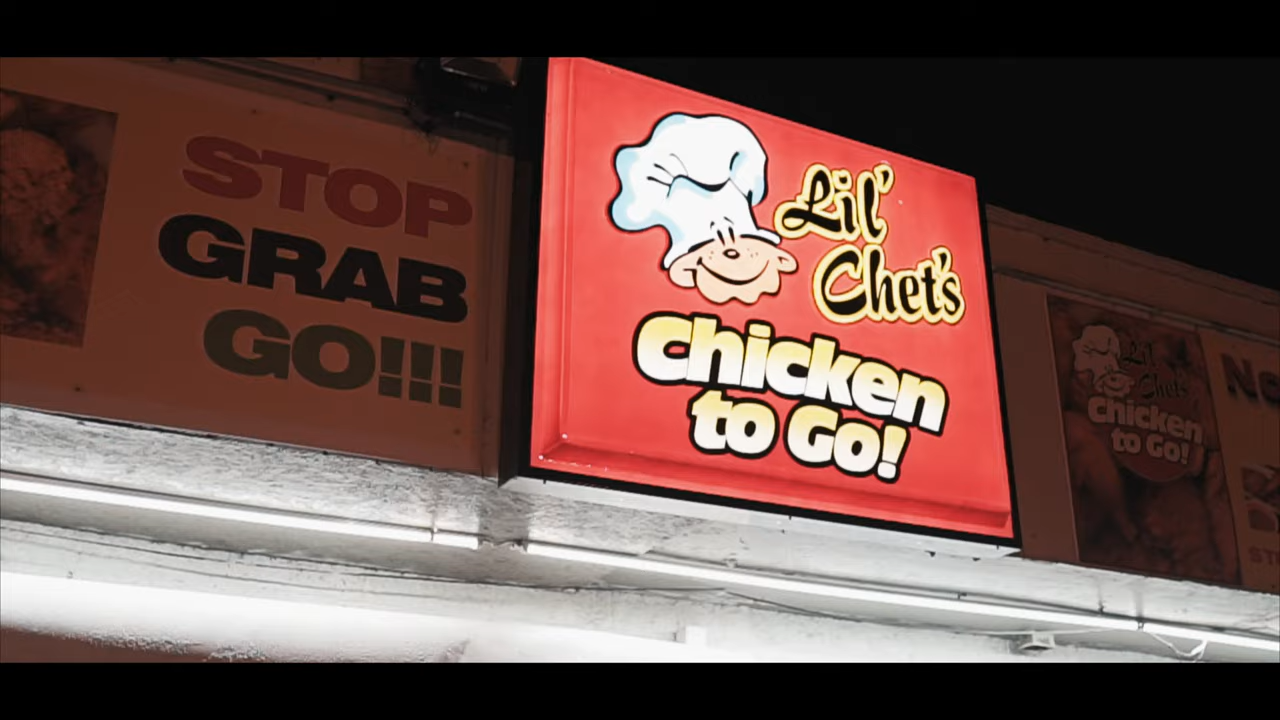 STOP
GRAB
GO!!!
Lil'
Chet's
Chicken
to Go!
Lil'
Chet's
Chicken
to Go!